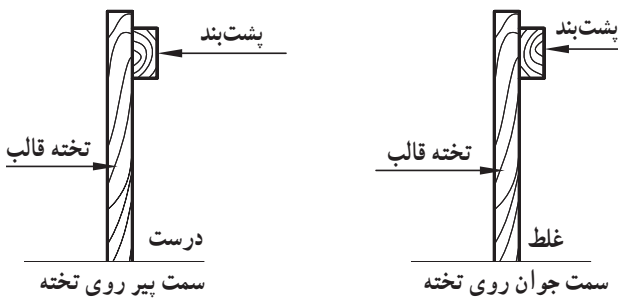 پشت‌بند
تخته قالب
غلط
سمت جوان روی تخته
پشت‌بند
تخته قالب
درست
سمت پیر روی تخته